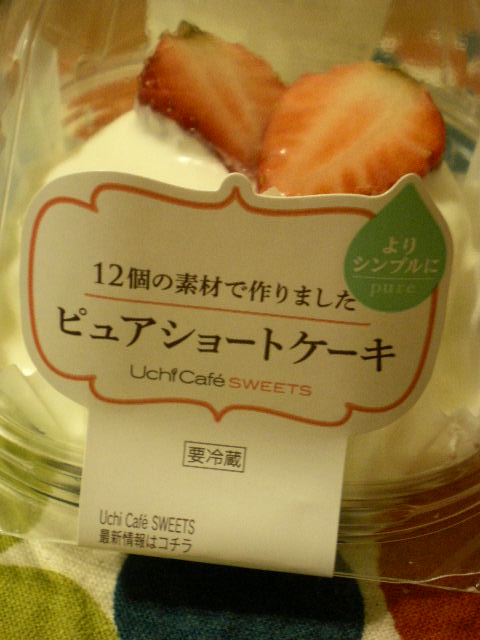 より
シンプルに
pure
12個の素材で作りました
ピュアショートケーキ
Uchi Café SWEETS
要冷蔵
Uchi Café SWEETS
最新情報はコチラ